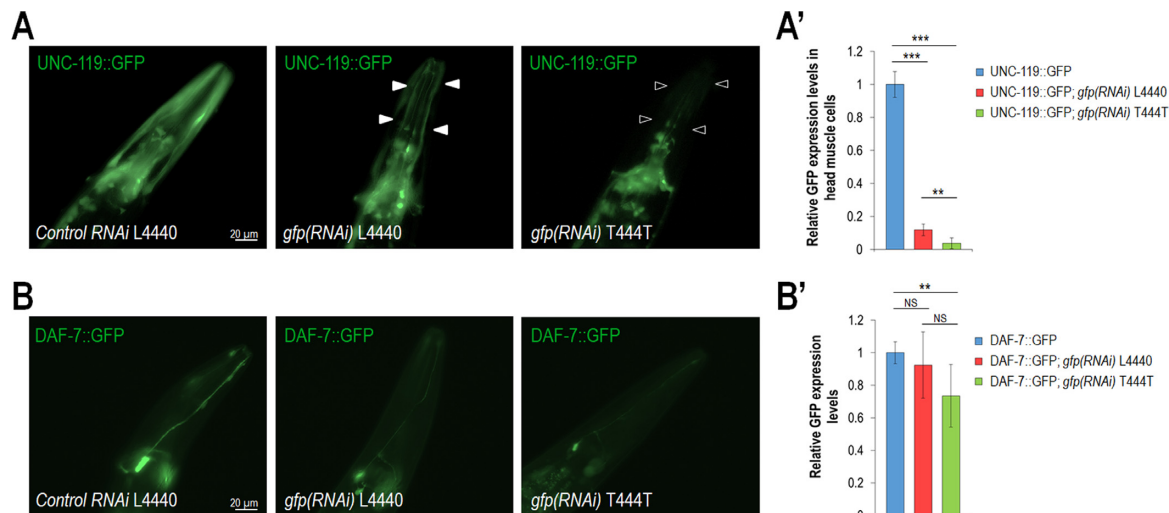 A
UNC-119::GFP
Control RNAi L4440
20 µm
UNC-119::GFP
gfp(RNAi) L4440
UNC-119::GFP
gfp(RNAi) T444T
A'
Relative GFP expression levels in
head muscle cells
1.2
1
0.8
0.6
0.4
0.2
0
***
***
**
UNC-119::GFP
UNC-119::GFP; gfp(RNAi) L4440
UNC-119::GFP; gfp(RNAi) T444T
B
DAF-7::GFP
Control RNAi L4440
20 µm
DAF-7::GFP
gfp(RNAi) L4440
DAF-7::GFP
gfp(RNAi) T444T
B'
Relative GFP expression
levels
1.2
1
0.8
0.6
0.4
0.2
0
**
NS
NS
DAF-7::GFP
DAF-7::GFP; gfp(RNAi) L4440
DAF-7::GFP; gfp(RNAi) T444T